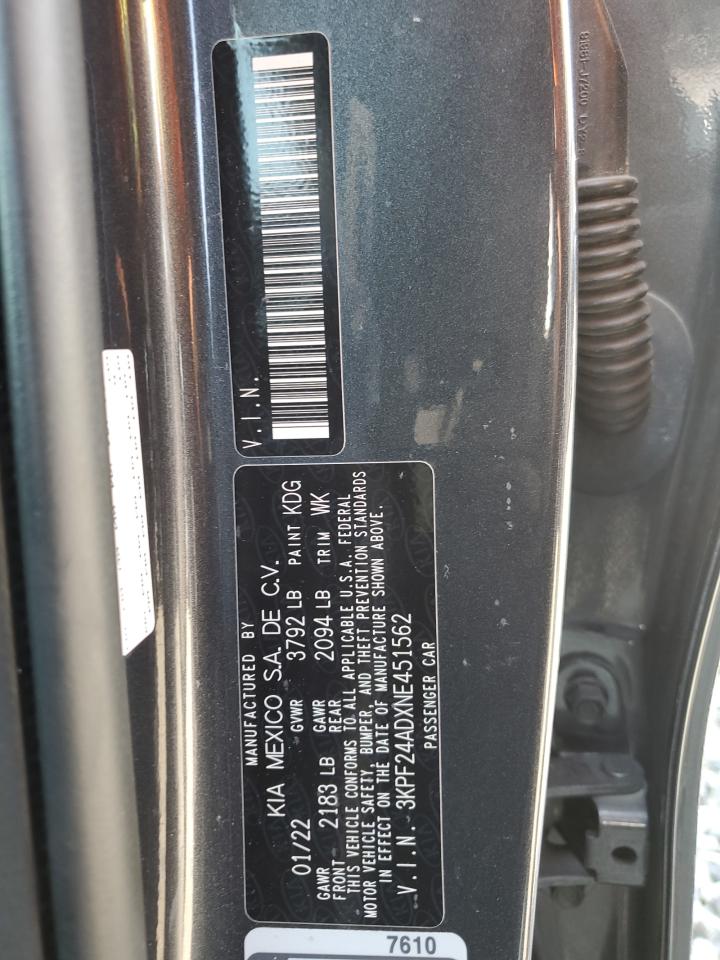 V.I.N.
MANUFACTURED BY
KIA MEXICO S.A. DE C.V.
01/22 GVWR 3792 LB PAINT KDG
GAWR FRONT 2183 LB GAWR REAR 2094 LB TRIM WK
THIS VEHICLE CONFORMS TO ALL APPLICABLE U.S.A. FEDERAL
MOTOR VEHICLE SAFETY, BUMPER, AND THEFT PREVENTION STANDARDS
IN EFFECT ON THE DATE OF MANUFACTURE SHOWN ABOVE.
V.I.N. 3KPF24ADXNE451562
PASSENGER CAR
7610